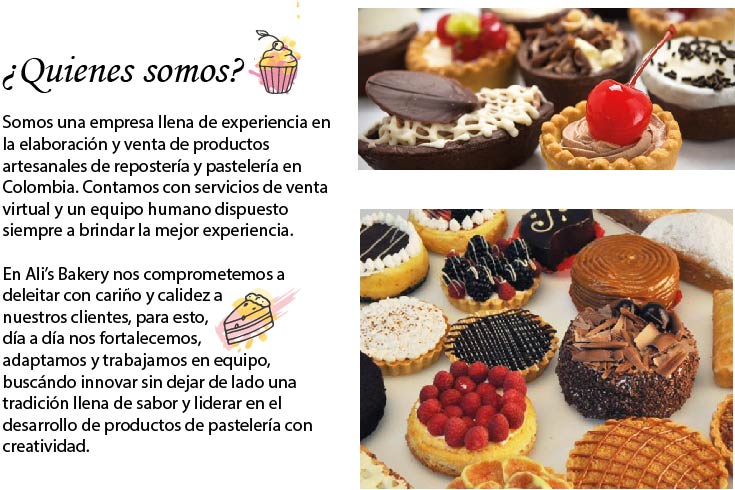 ¿Quienes somos?
Somos una empresa llena de experiencia en
la elaboración y venta de productos
artesanales de repostería y pastelería en
Colombia. Contamos con servicios de venta
virtual y un equipo humano dispuesto
siempre a brindar la mejor experiencia.
En Ali’s Bakery nos comprometemos a
deleitar con cariño y calidez a
nuestros clientes, para esto,
día a día nos fortalecemos,
adaptamos y trabajamos en equipo,
buscándo innovar sin dejar de lado una
tradición llena de sabor y liderar en el
desarrollo de productos de pastelería con
creatividad.